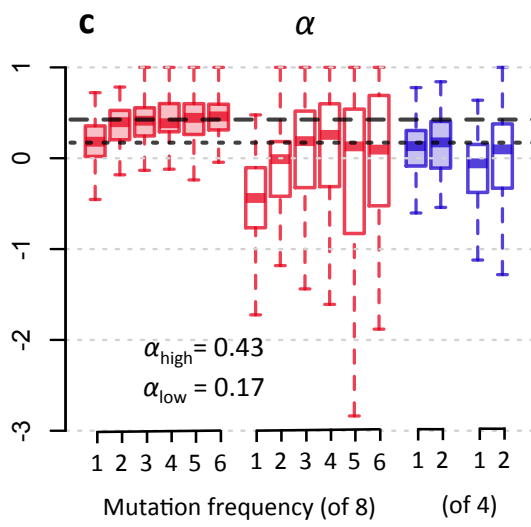 c
α
1
0
-1
-2
-3
α_high = 0.43
α_low = 0.17
1 2 3 4 5 6 1 2 3 4 5 6 1 2 1 2
Mutation frequency (of 8) (of 4)